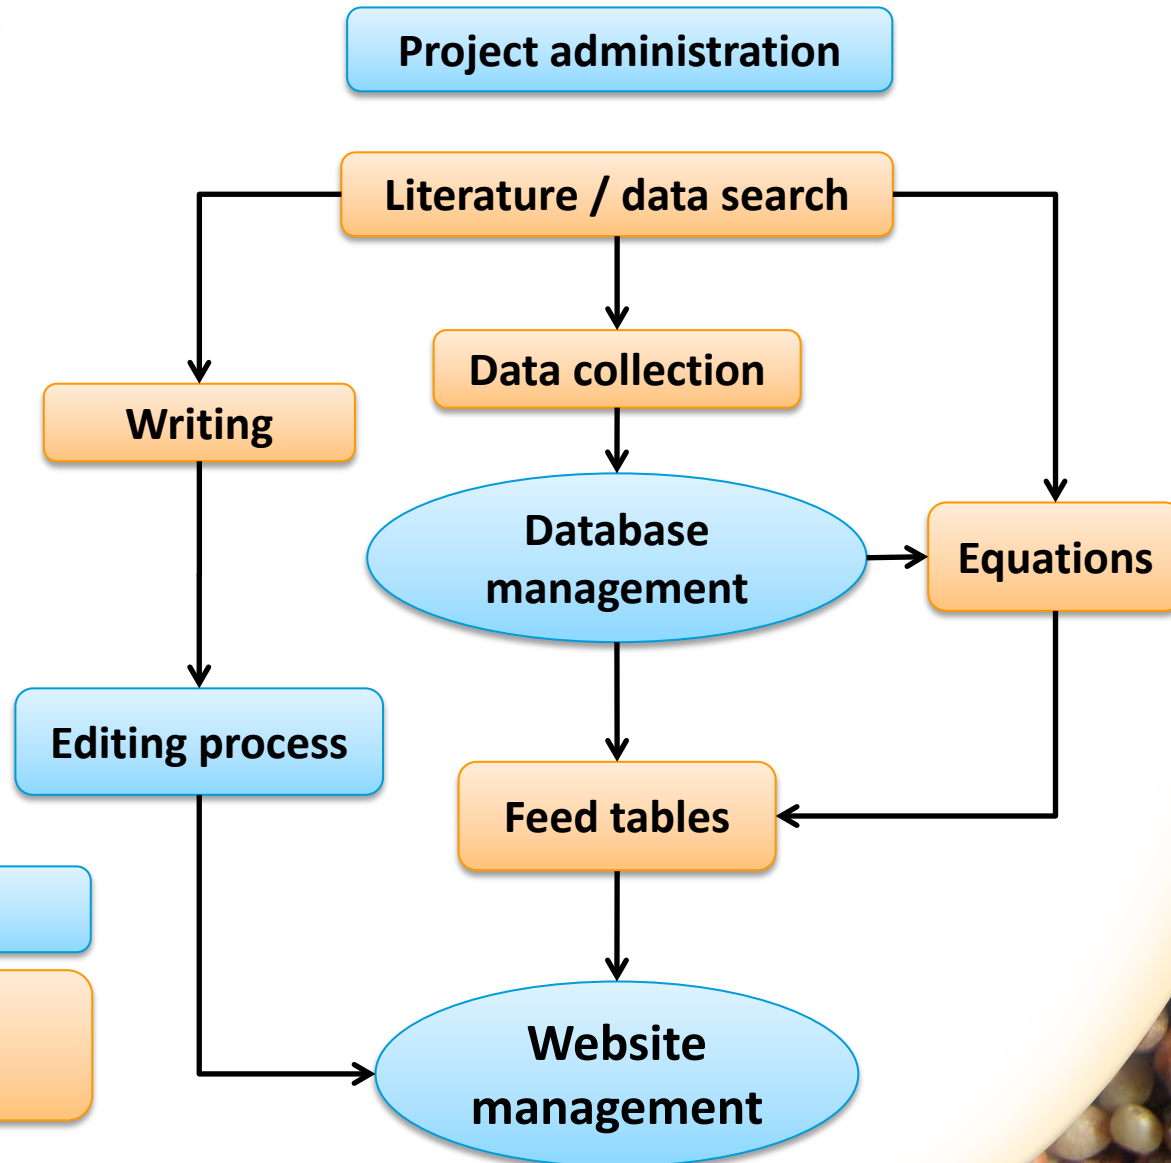 Project administration
Literature / data search
Data collection
Writing
Database
management
Equations
Editing process
Feed tables
Website
management